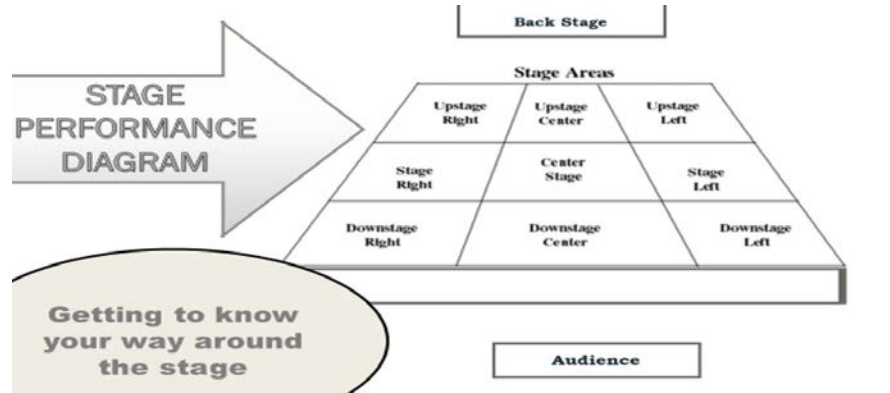 Back Stage
STAGE
PERFORMANCE
DIAGRAM
Stage Areas
Upstage
Right
Upstage
Center
Upstage
Left
Stage
Right
Center
Stage
Stage
Left
Downstage
Right
Downstage
Center
Downstage
Left
Getting to know
your way around
the stage
Audience